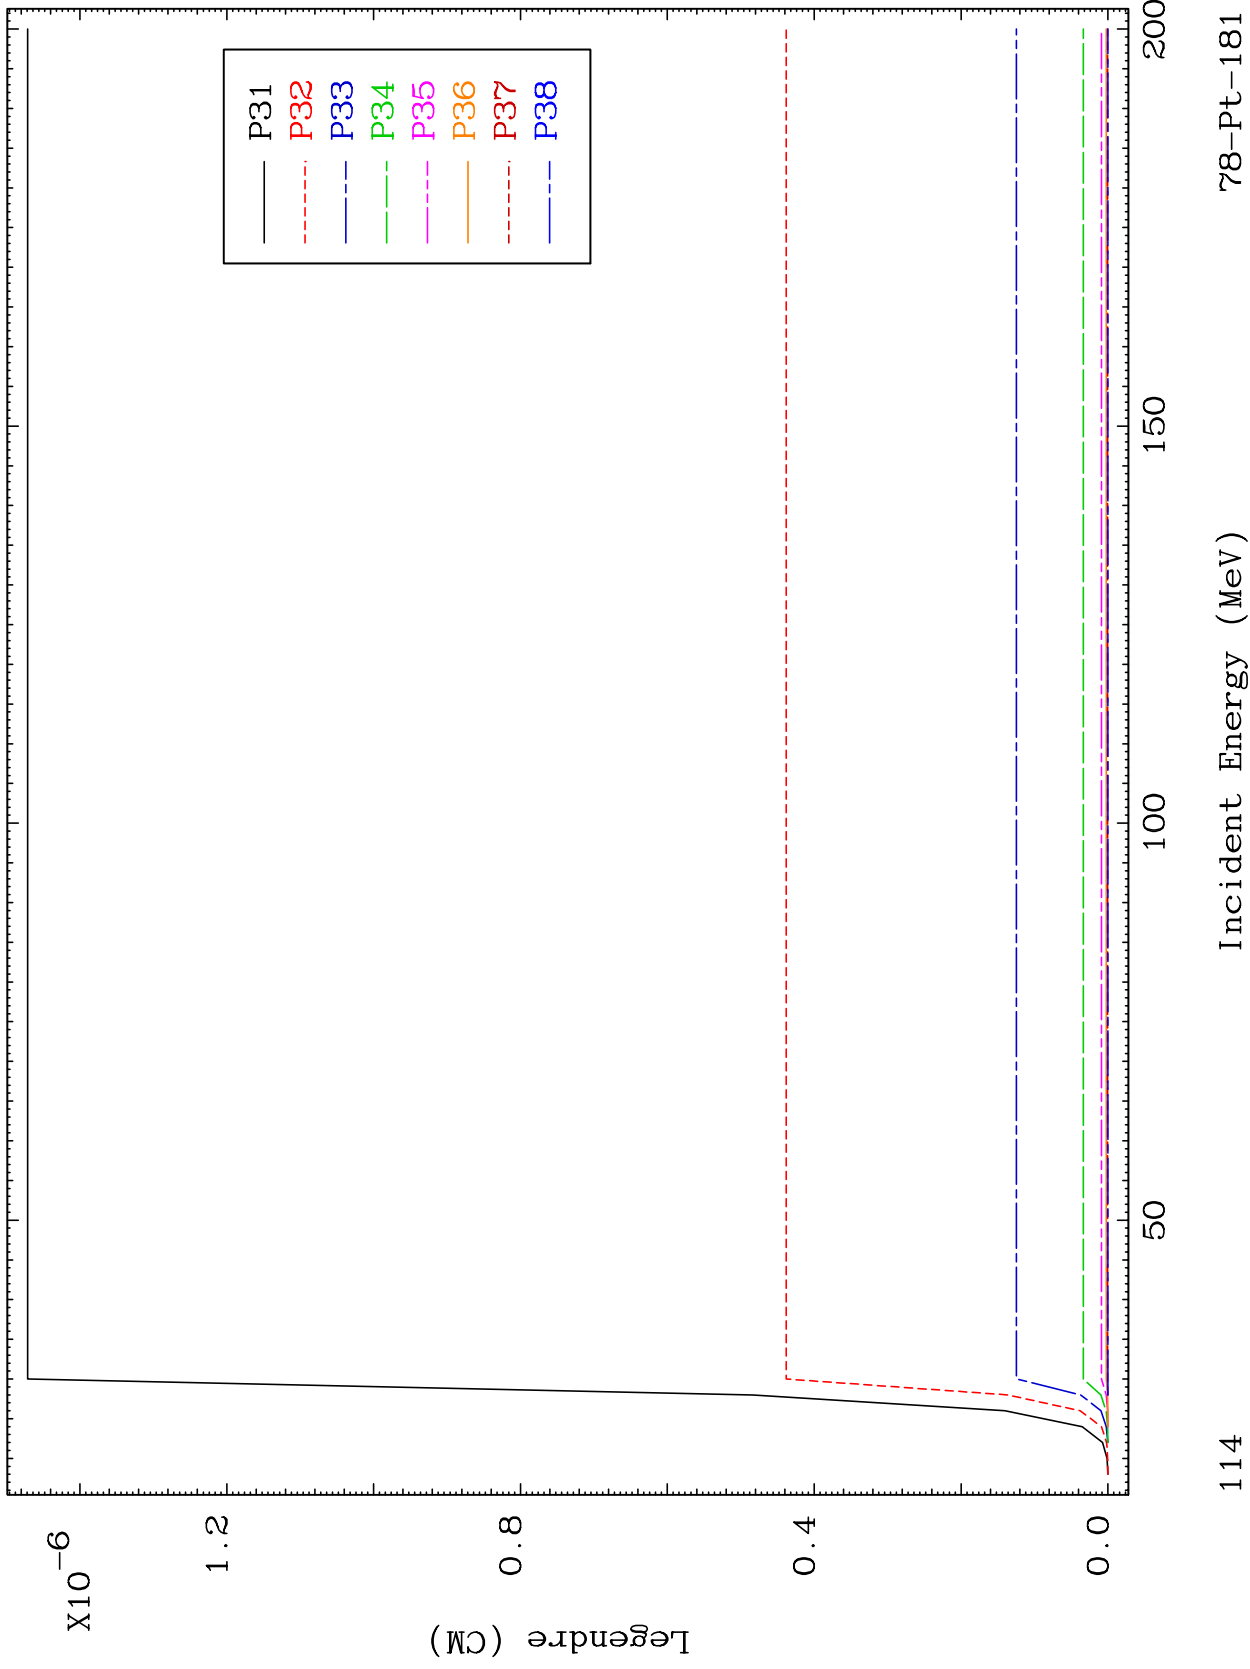 X10-6
1.2
0.8
0.4
0.0
Legendre (CM)
P31
P32
P33
P34
P35
P36
P37
P38
50
100
150
200
Incident Energy (MeV)
114
78-Pt-181